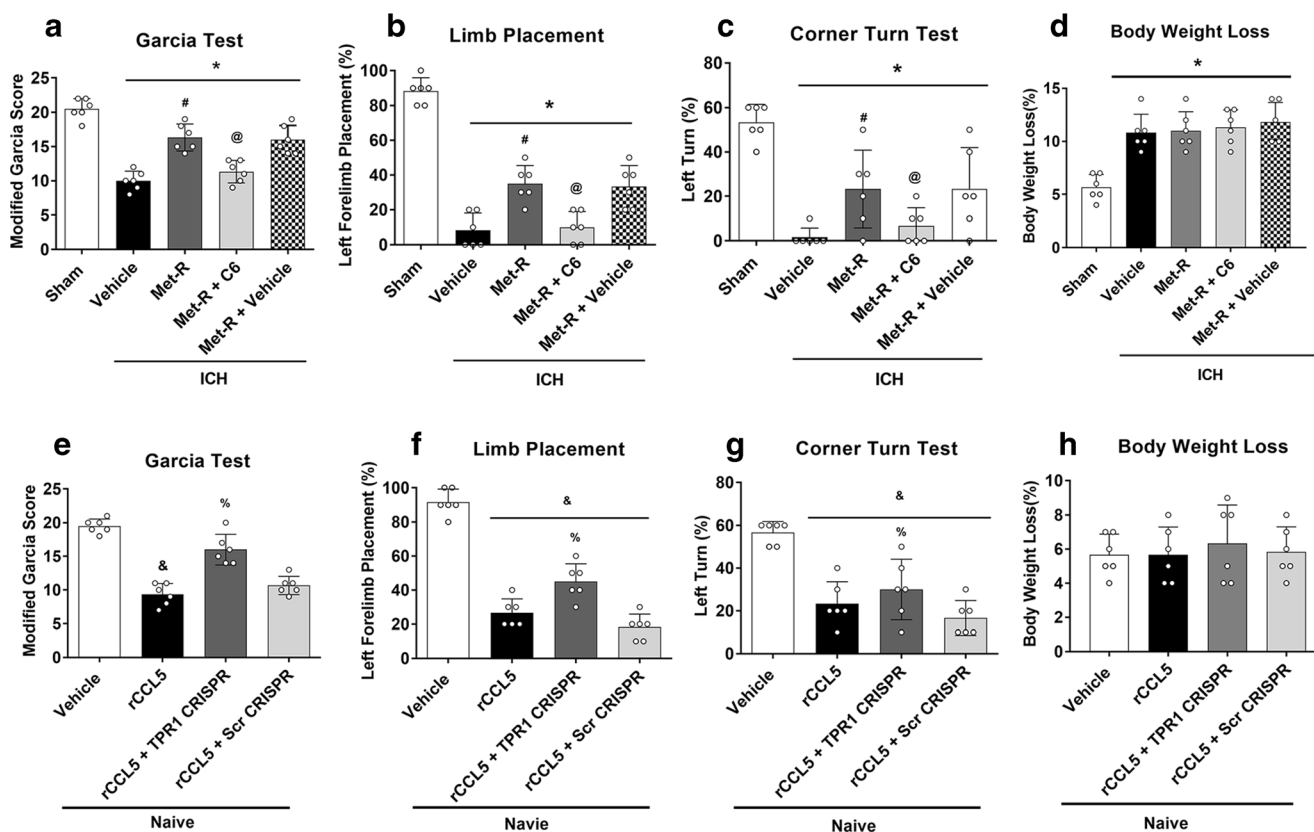 a
Garcia Test
Modified Garcia Score
25
20
15
10
5
0
*
#
@
Sham
Vehicle
Met-R
Met-R + C6
Met-R + Vehicle
ICH
b
Limb Placement
Left Forelimb Placement (%)
100
80
60
40
20
0
*
#
@
Sham
Vehicle
Met-R
Met-R + C6
Met-R + Vehicle
ICH
c
Corner Turn Test
Left Turn (%)
80
60
40
20
0
*
#
@
Sham
Vehicle
Met-R
Met-R + C6
Met-R + Vehicle
ICH
d
Body Weight Loss
Body Weight Loss(%)
20
15
10
5
0
*
Sham
Vehicle
Met-R
Met-R + C6
Met-R + Vehicle
ICH
e
Garcia Test
Modified Garcia Score
25
20
15
10
5
0
&
%
Vehicle
rCCL5
rCCL5 + TPR1 CRISPR
rCCL5 + Scr CRISPR
Naive
f
Limb Placement
Left Forelimb Placement (%)
100
80
60
40
20
0
&
%
Vehicle
rCCL5
rCCL5 + TPR1 CRISPR
rCCL5 + Scr CRISPR
Navie
g
Corner Turn Test
Left Turn (%)
80
60
40
20
0
&
%
Vehicle
rCCL5
rCCL5 + TPR1 CRISPR
rCCL5 + Scr CRISPR
Naive
h
Body Weight Loss
Body Weight Loss(%)
10
8
6
4
2
0
Vehicle
rCCL5
rCCL5 + TPR1 CRISPR
rCCL5 + Scr CRISPR
Naive